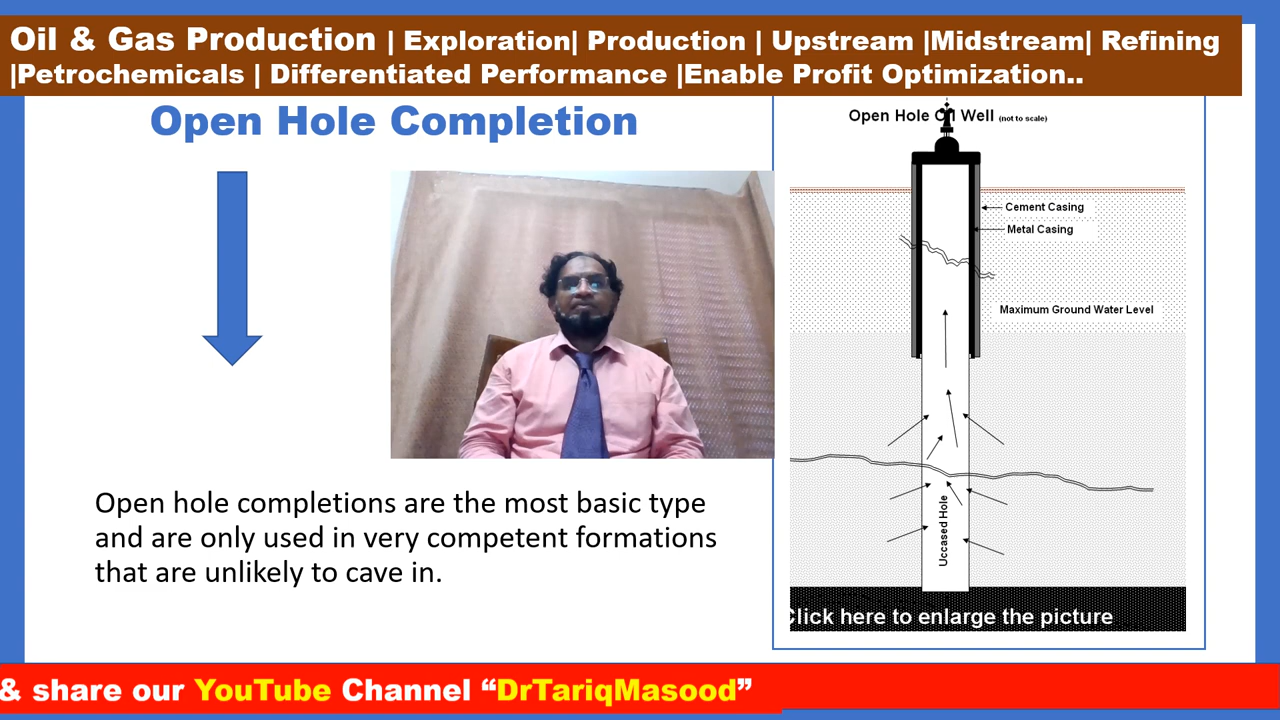 Oil & Gas Production | Exploration| Production | Upstream |Midstream| Refining
|Petrochemicals | Differentiated Performance |Enable Profit Optimization..
Open Hole Completion
Open hole completions are the most basic type
and are only used in very competent formations
that are unlikely to cave in.
Open Hole Oil Well (not to scale)
Cement Casing
Metal Casing
Maximum Ground Water Level
Uccased Hole
Click here to enlarge the picture
& share our YouTube Channel “DrTariqMasood”